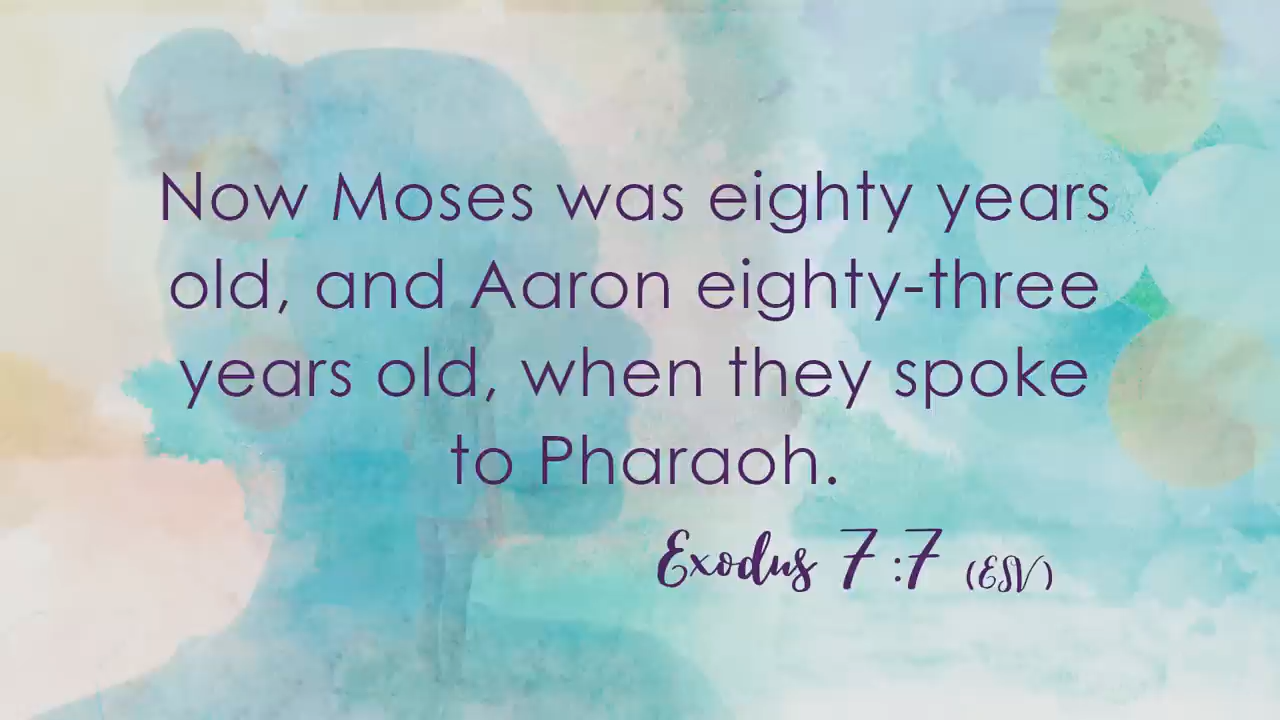 Now Moses was eighty years
old, and Aaron eighty-three
years old, when they spoke
to Pharaoh.
Exodus 7:7 (ESV)